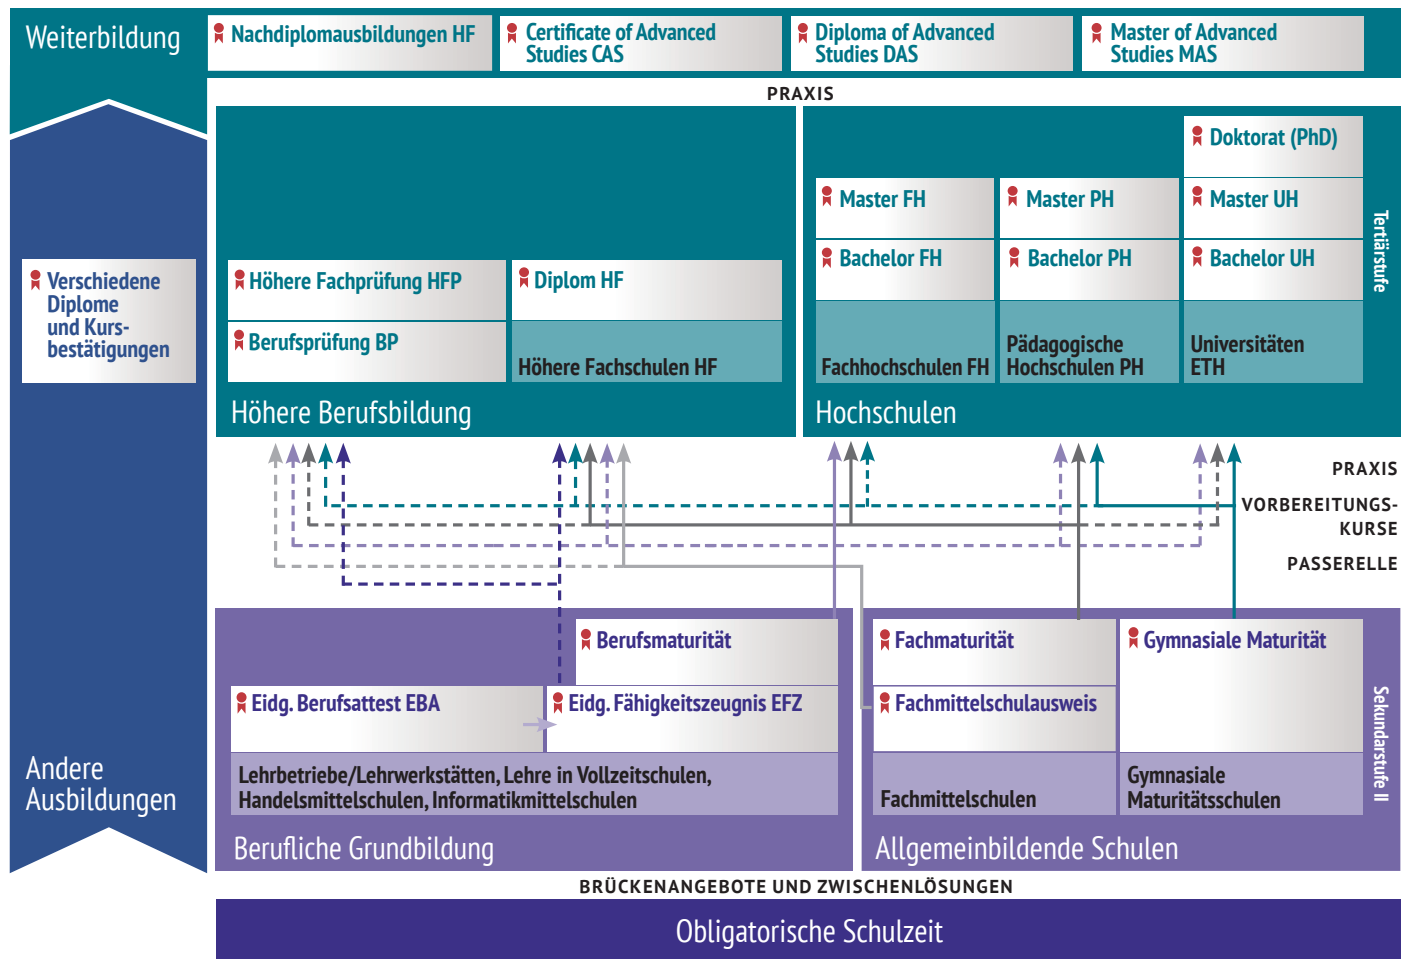 Weiterbildung
Nachdiplomausbildungen HF
Certificate of Advanced
Studies CAS
Diploma of Advanced
Studies DAS
Master of Advanced
Studies MAS
PRAXIS
Verschiedene
Diplome
und Kurs-
bestätigungen
Höhere Fachprüfung HFP
Berufsprüfung BP
Diplom HF
Höhere Fachschulen HF
Höhere Berufsbildung
Doktorat (PhD)
Master FH
Master PH
Master UH
Bachelor FH
Bachelor PH
Bachelor UH
Fachhochschulen FH
Pädagogische
Hochschulen PH
Universitäten
ETH
Hochschulen
Tertiärstufe
PRAXIS
VORBEREITUNGS-
KURSE
PASSERELLE
Berufsmaturität
Eidg. Berufsattest EBA
Eidg. Fähigkeitszeugnis EFZ
Lehrbetriebe/Lehrwerkstätten, Lehre in Vollzeitschulen,
Handelsmittelschulen, Informatikmittelschulen
Berufliche Grundbildung
Fachmaturität
Fachmittelschulausweis
Fachmittelschulen
Gymnasiale Maturität
Gymnasiale
Maturitätsschulen
Allgemeinbildende Schulen
Sekundarstufe II
Andere
Ausbildungen
BRÜCKENANGEBOTE UND ZWISCHENLÖSUNGEN
Obligatorische Schulzeit